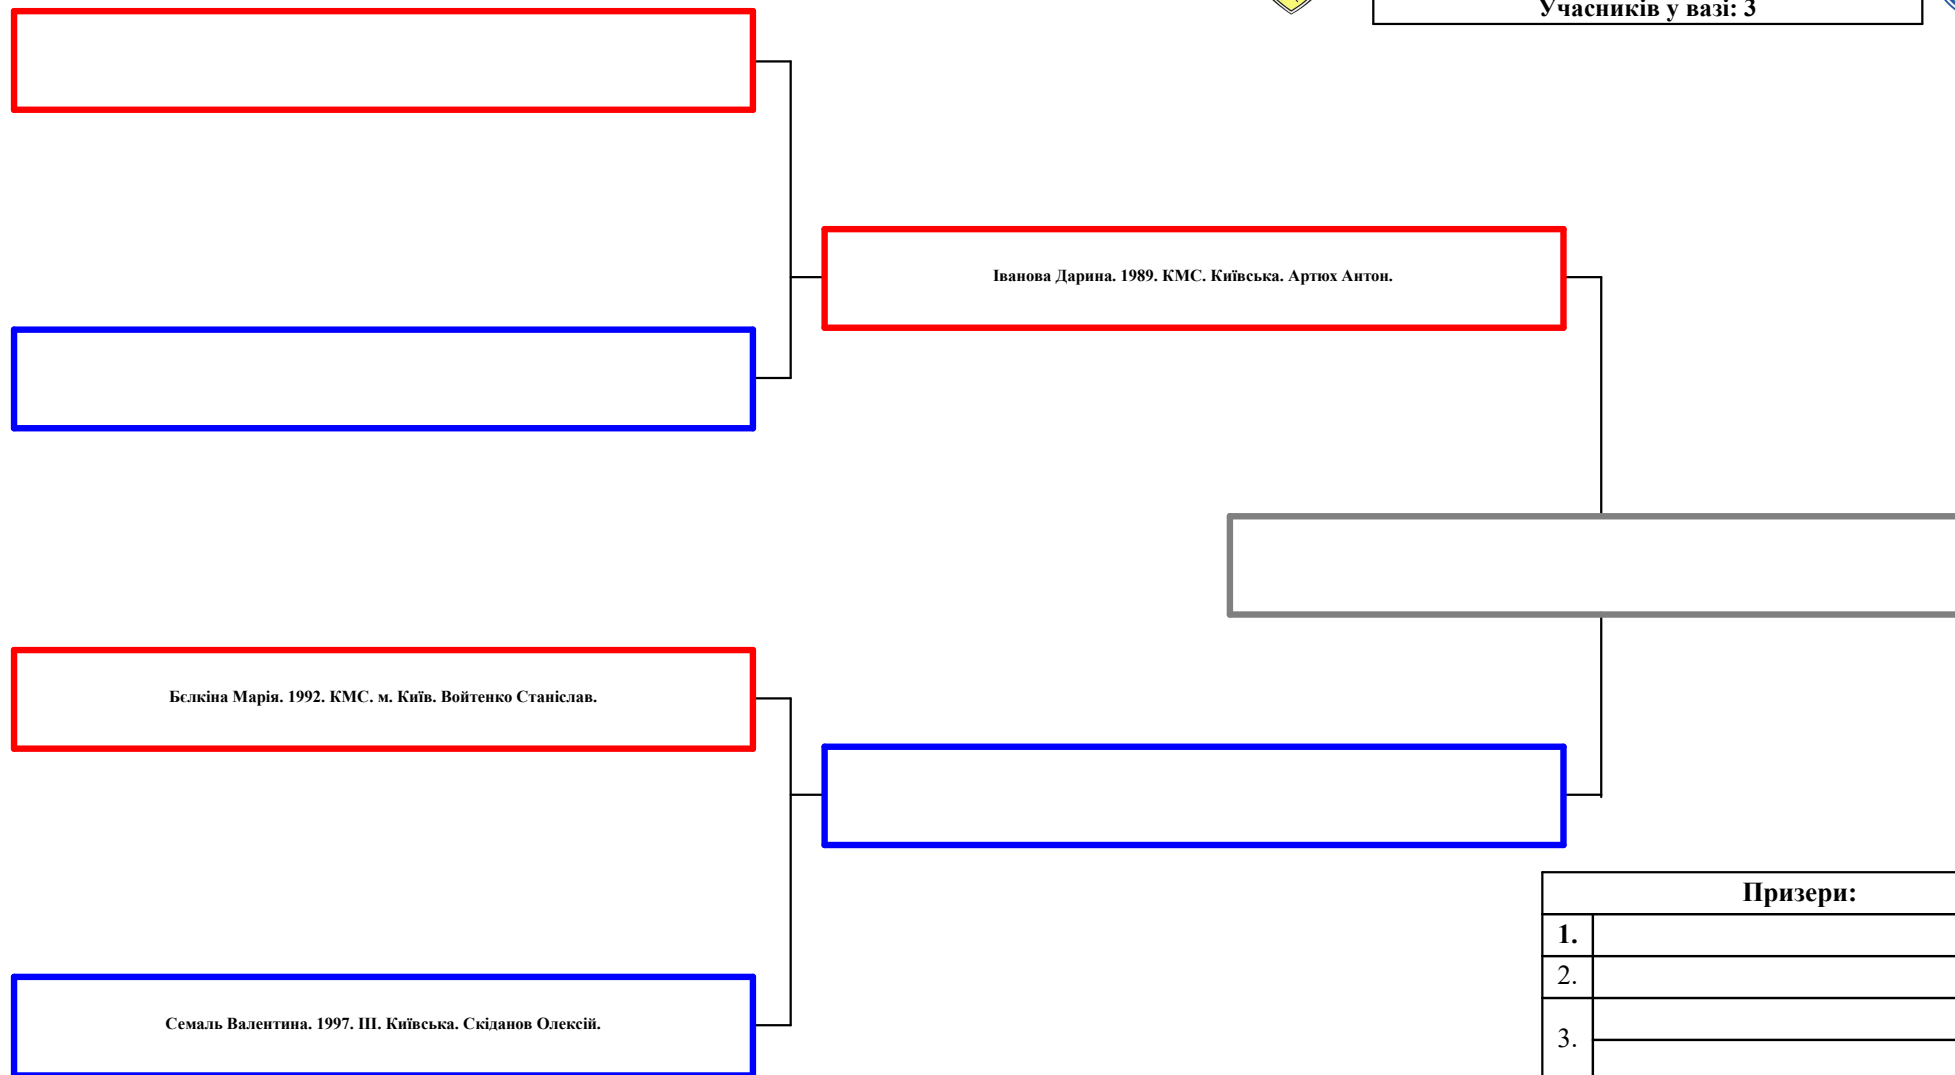 Учасників у вазі: 3
Іванова Дарина. 1989. КМС. Київська. Артюх Антон.
Бєлкіна Марія. 1992. КМС. м. Київ. Войтенко Станіслав.
Семаль Валентина. 1997. III. Київська. Скіданов Олексій.
Призери:
1.
2.
3.